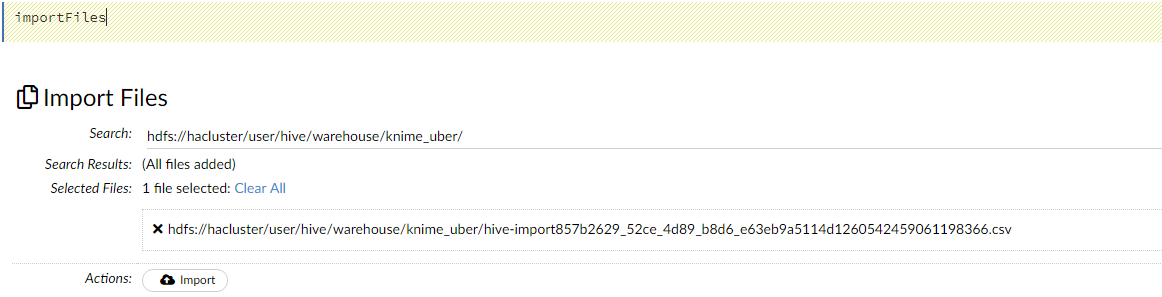 importFiles
Import Files
Search: hdfs://hacluster/user/hive/warehouse/knime_uber/
Search Results: (All files added)
Selected Files: 1 file selected: Clear All
hdfs://hacluster/user/hive/warehouse/knime_uber/hive-import857b2629_52ce_4d89_b8d6_e63eb9a5114d1260542459061198366.csv
Actions: Import